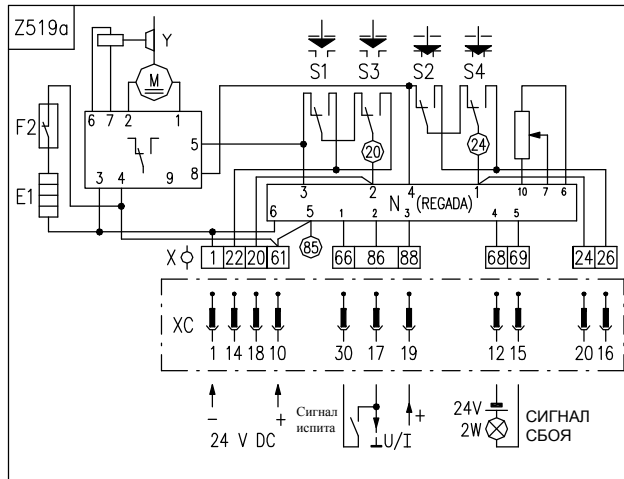 Z519a
Y
S1 S3 S2 S4
M
6 7 2 1
F2
5
8
20 24
E1
3 4 9
3 2 4 1 10 7 6
N (REGADA)
6 5 1 2 3 4 5
85
X 1 22 20 61 66 86 88 68 69 24 26
XC
1 14 18 10 30 17 19 12 15 20 16
− + Сигнал испита + 24V
24 V DC U/I 2W СИГНАЛ
СБОЯ